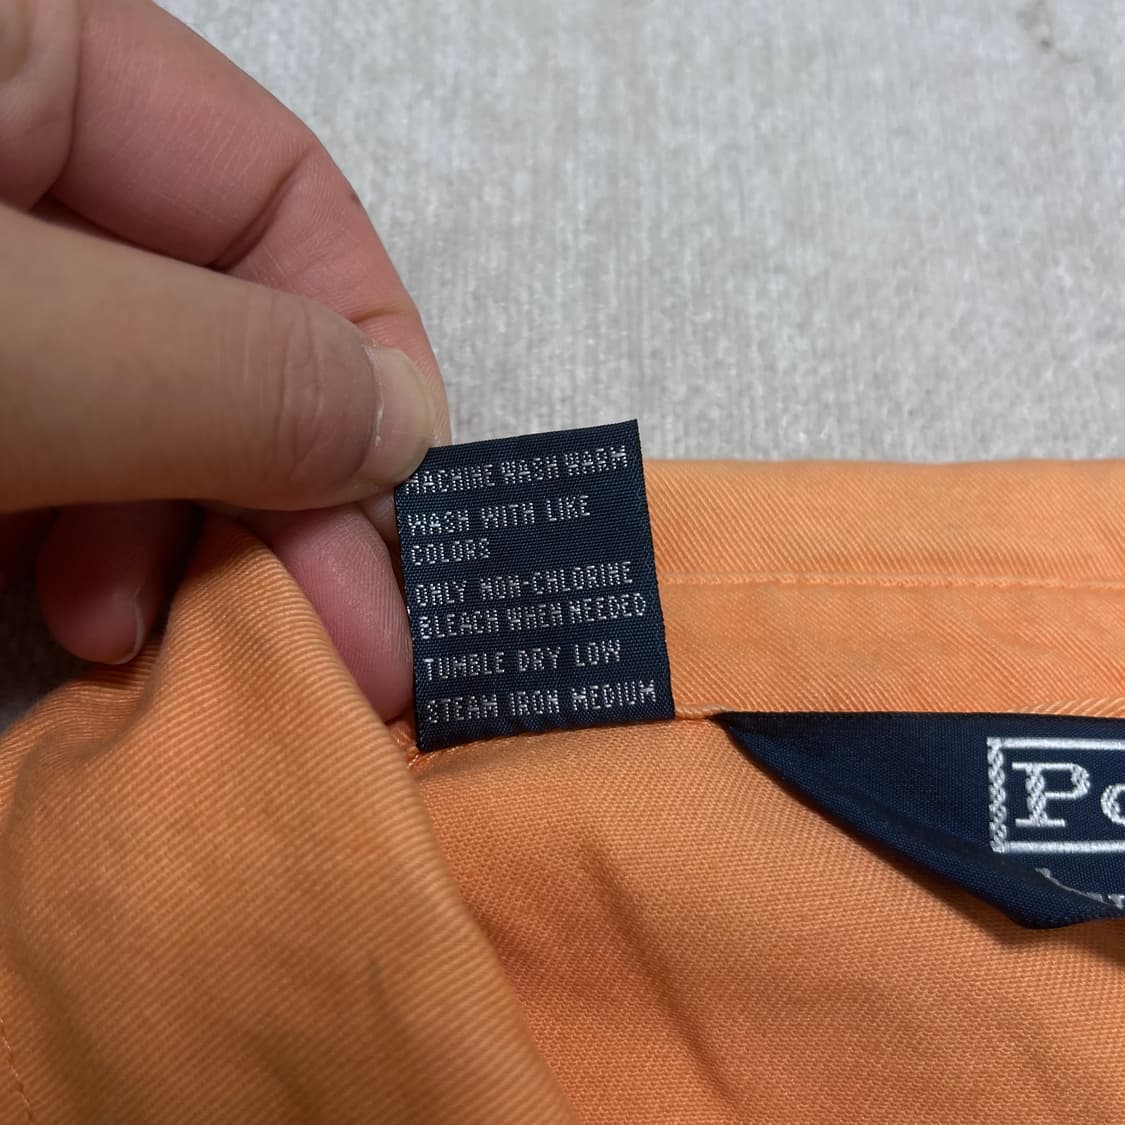 MACHINE WASH WARM
WASH WITH LIKE
COLORS
ONLY NON-CHLORINE
BLEACH WHEN NEEDED
TUMBLE DRY LOW
STEAM IRON MEDIUM
Po